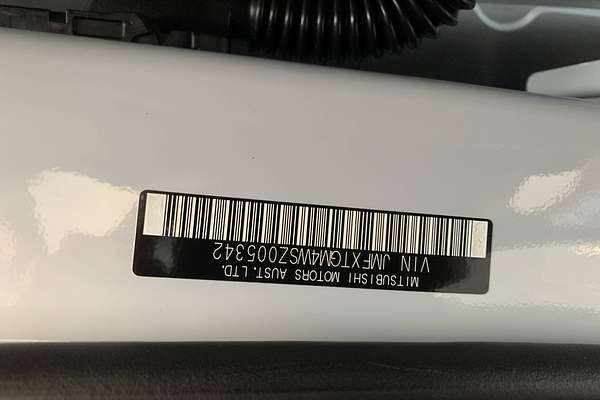 MITSUBISHI MOTORS AUST. LTD.
VIN JMFXTGM4WSZ005342